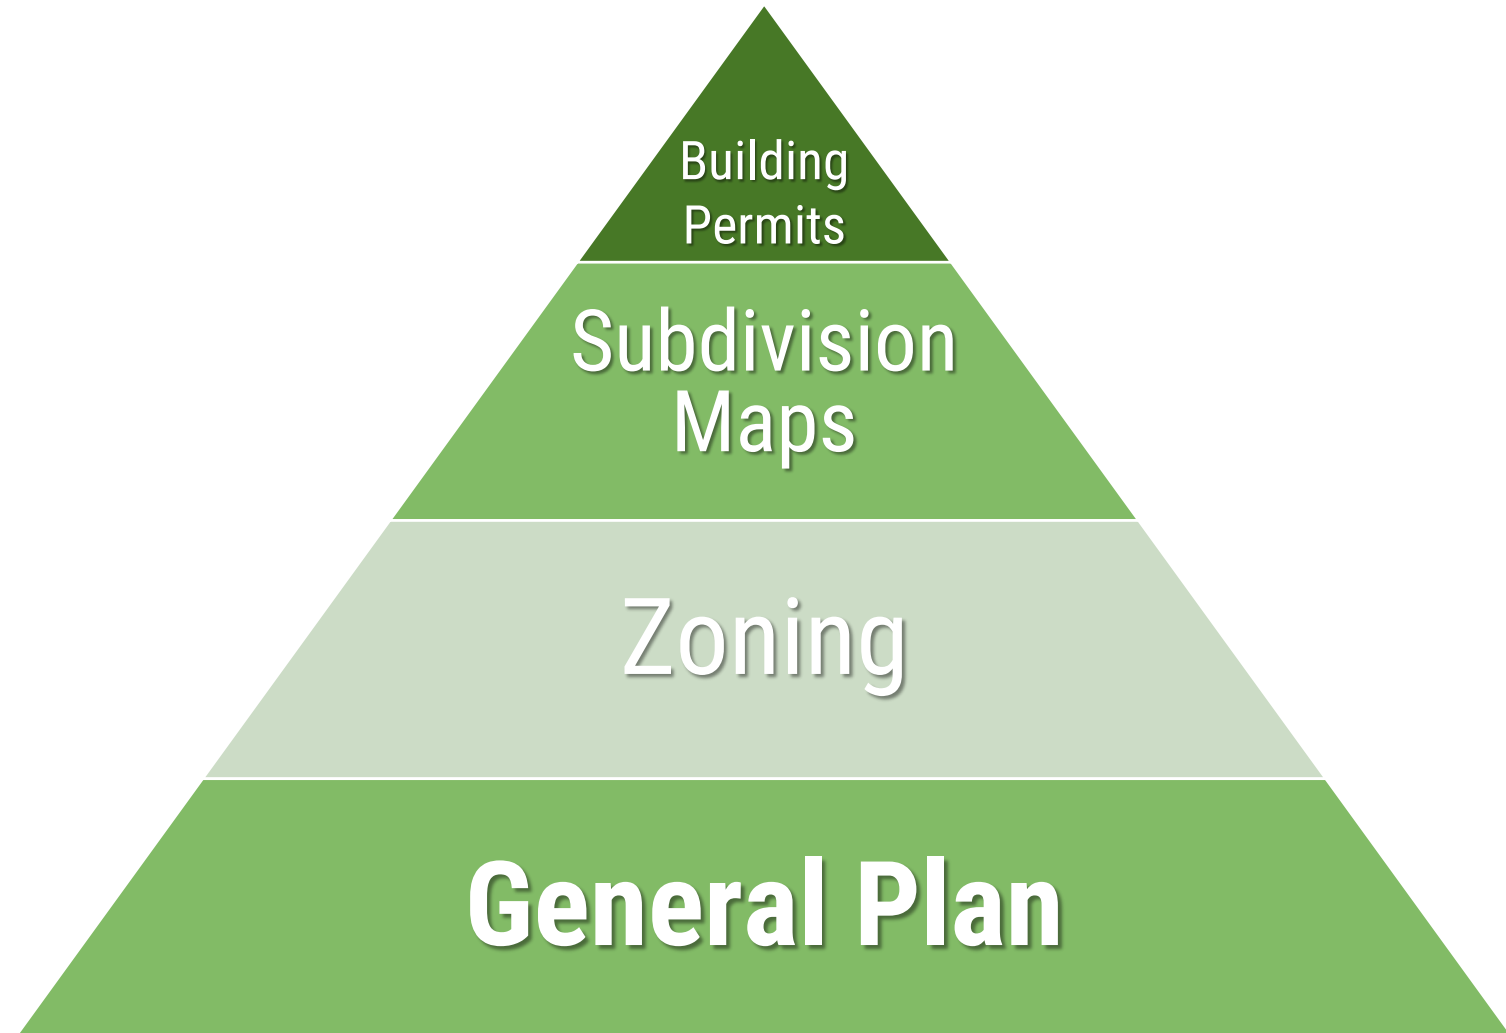 Building
Permits
Subdivision
Maps
Zoning
General Plan